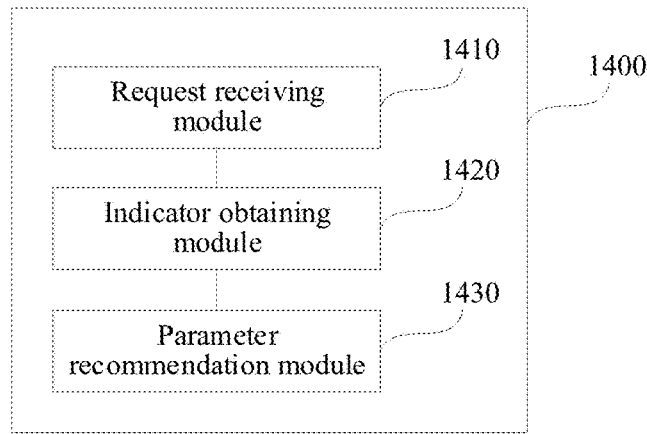 1410
1400
Request receiving
module
1420
Indicator obtaining
module
1430
Parameter
recommendation module